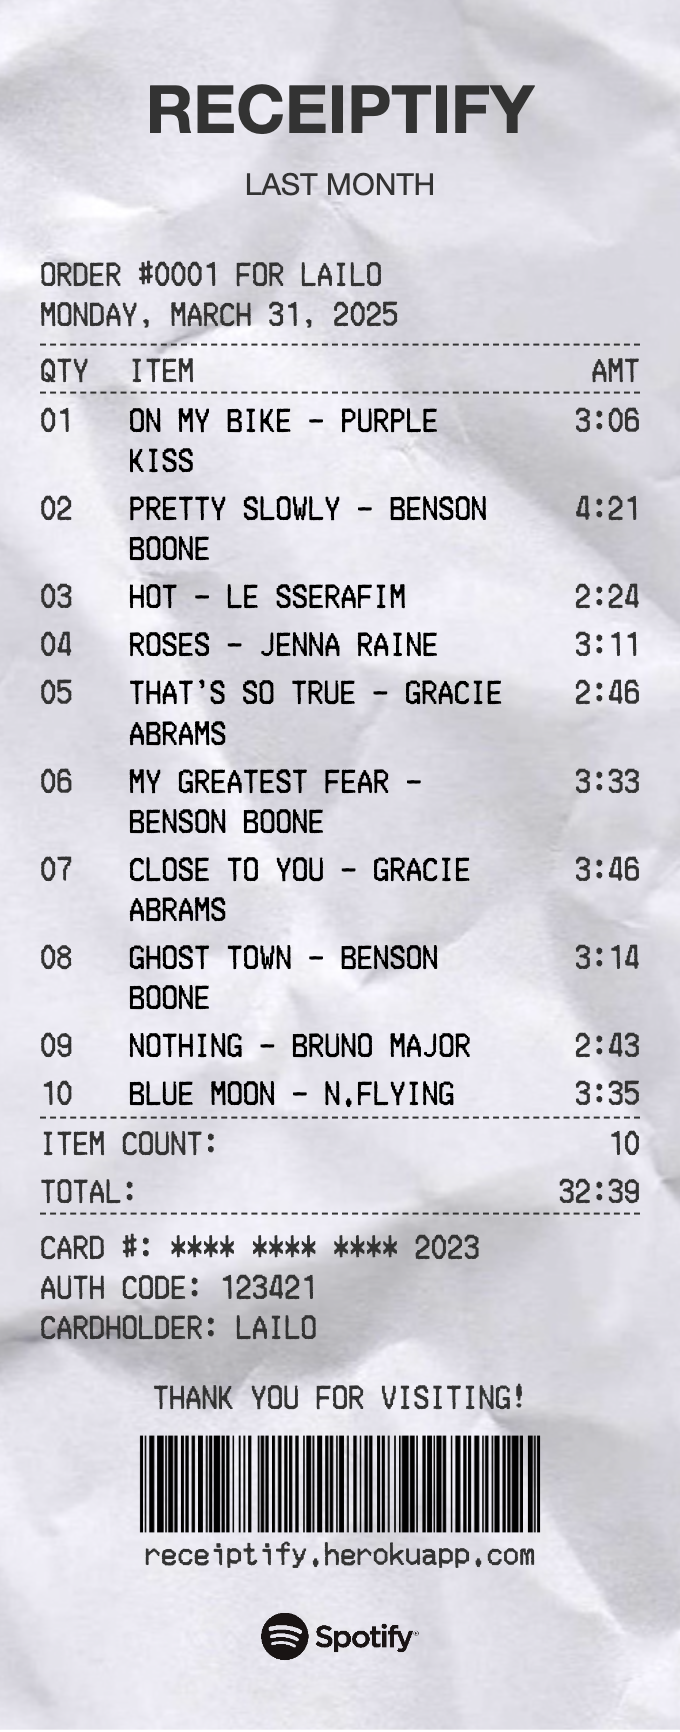 RECEIPTIFY
LAST MONTH
ORDER #0001 FOR LAILO
MONDAY, MARCH 31, 2025
QTY ITEM AMT
01 ON MY BIKE - PURPLE 3:06
KISS
02 PRETTY SLOWLY - BENSON 4:21
BOONE
03 HOT - LE SSERAFIM 2:24
04 ROSES - JENNA RAINE 3:11
05 THAT'S SO TRUE - GRACIE 2:46
ABRAMS
06 MY GREATEST FEAR - 3:33
BENSON BOONE
07 CLOSE TO YOU - GRACIE 3:46
ABRAMS
08 GHOST TOWN - BENSON 3:14
BOONE
09 NOTHING - BRUNO MAJOR 2:43
10 BLUE MOON - N.FLYING 3:35
ITEM COUNT: 10
TOTAL: 32:39
CARD #: **** **** **** 2023
AUTH CODE: 123421
CARDHOLDER: LAILO
THANK YOU FOR VISITING!
receiptify.herokuapp.com
Spotify